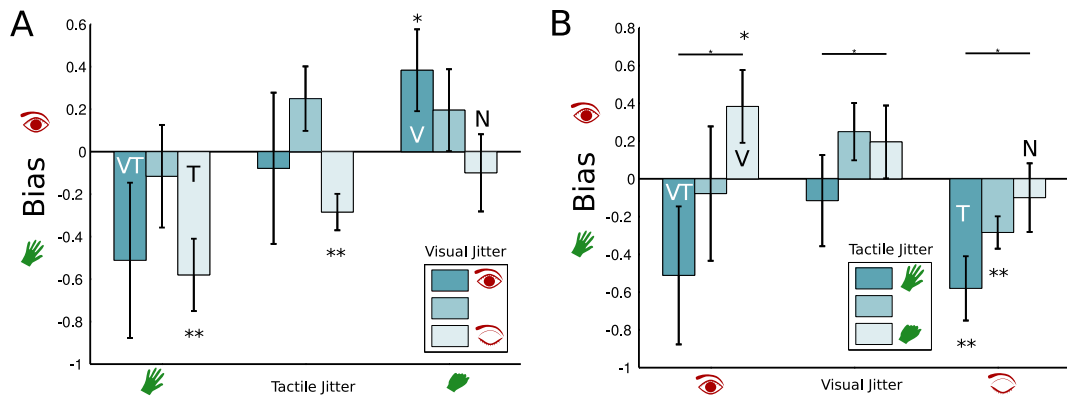 A
0.6
0.4
0.2
0
-0.2
-0.4
-0.6
-0.8
-1
Bias
VT
T
**
**
*
V
N
Visual Jitter
Tactile Jitter
B
0.8
0.6
0.4
0.2
0
-0.2
-0.4
-0.6
-0.8
-1
Bias
*
*
*
*
VT
V
N
T
**
**
Tactile Jitter
Visual Jitter